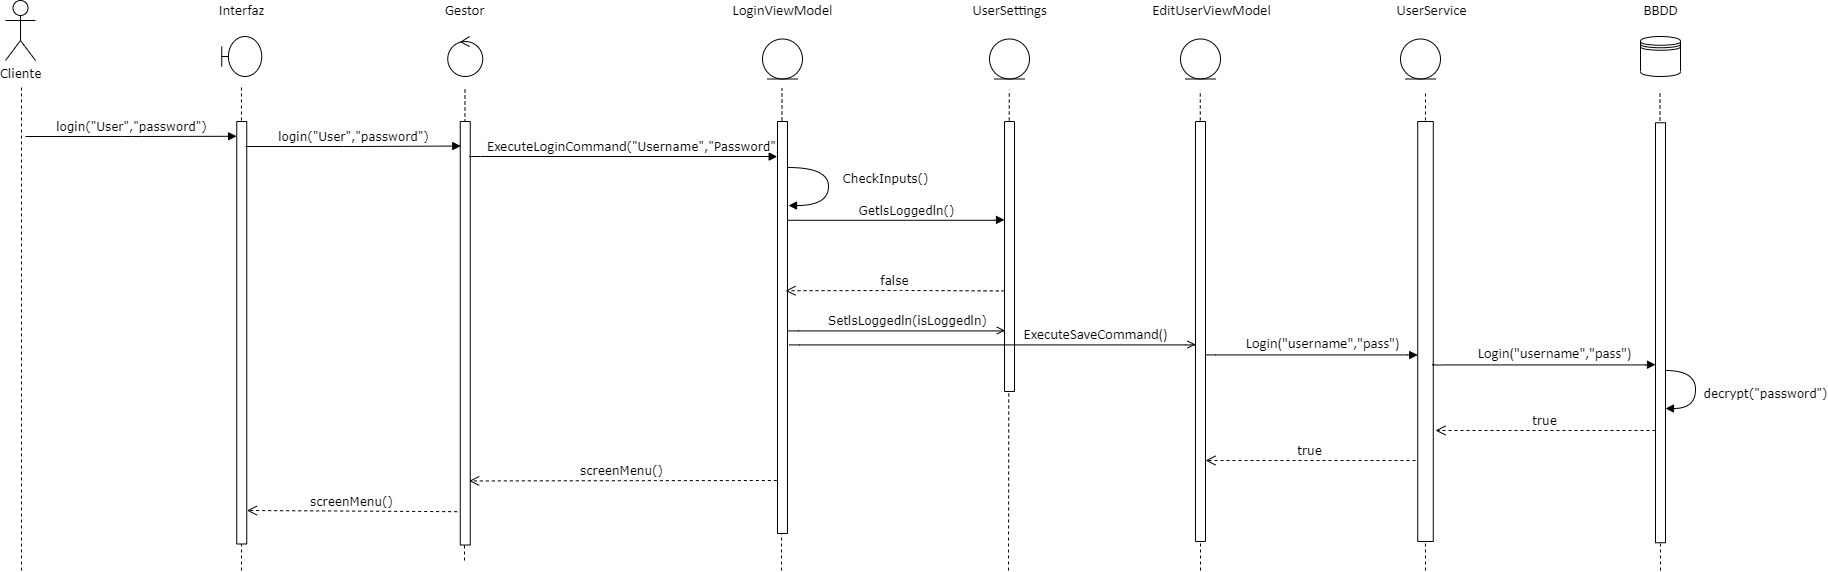 Interfaz
Gestor
LoginViewModel
UserSettings
EditUserViewModel
UserService
BBDD
Cliente
login("User","password")
login("User","password")
ExecuteLoginCommand("Username","Password"
CheckInputs()
GetIsLoggedIn()
false
SetIsLoggedIn(isLoggedIn)
ExecuteSaveCommand()
Login("username","pass")
Login("username","pass")
decrypt("password")
true
true
screenMenu()
screenMenu()